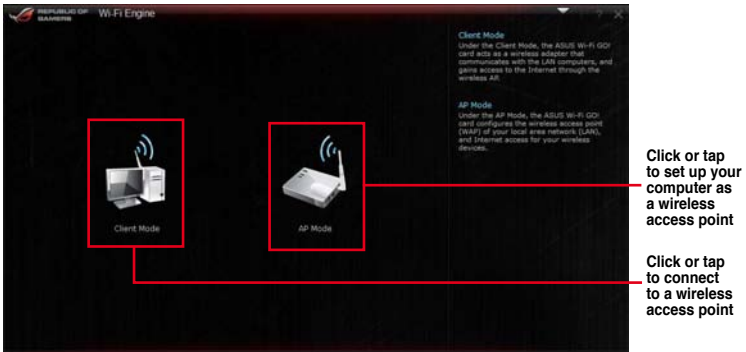 REPUBLIC OF
GAMERS
Wi-Fi Engine
?
X
Client Mode
Under the Client Mode, the ASUS Wi-Fi GO!
card acts as a wireless adapter that
communicates with the LAN computers, and
gains access to the Internet through the
wireless AP.
AP Mode
Under the AP Mode, the ASUS Wi-Fi GO!
card configures the wireless access point
(WAP) of your local area network (LAN),
and Internet access for your wireless
devices.
Client Mode
AP Mode
Click or tap
to set up your
computer as
a wireless
access point
Click or tap
to connect
to a wireless
access point